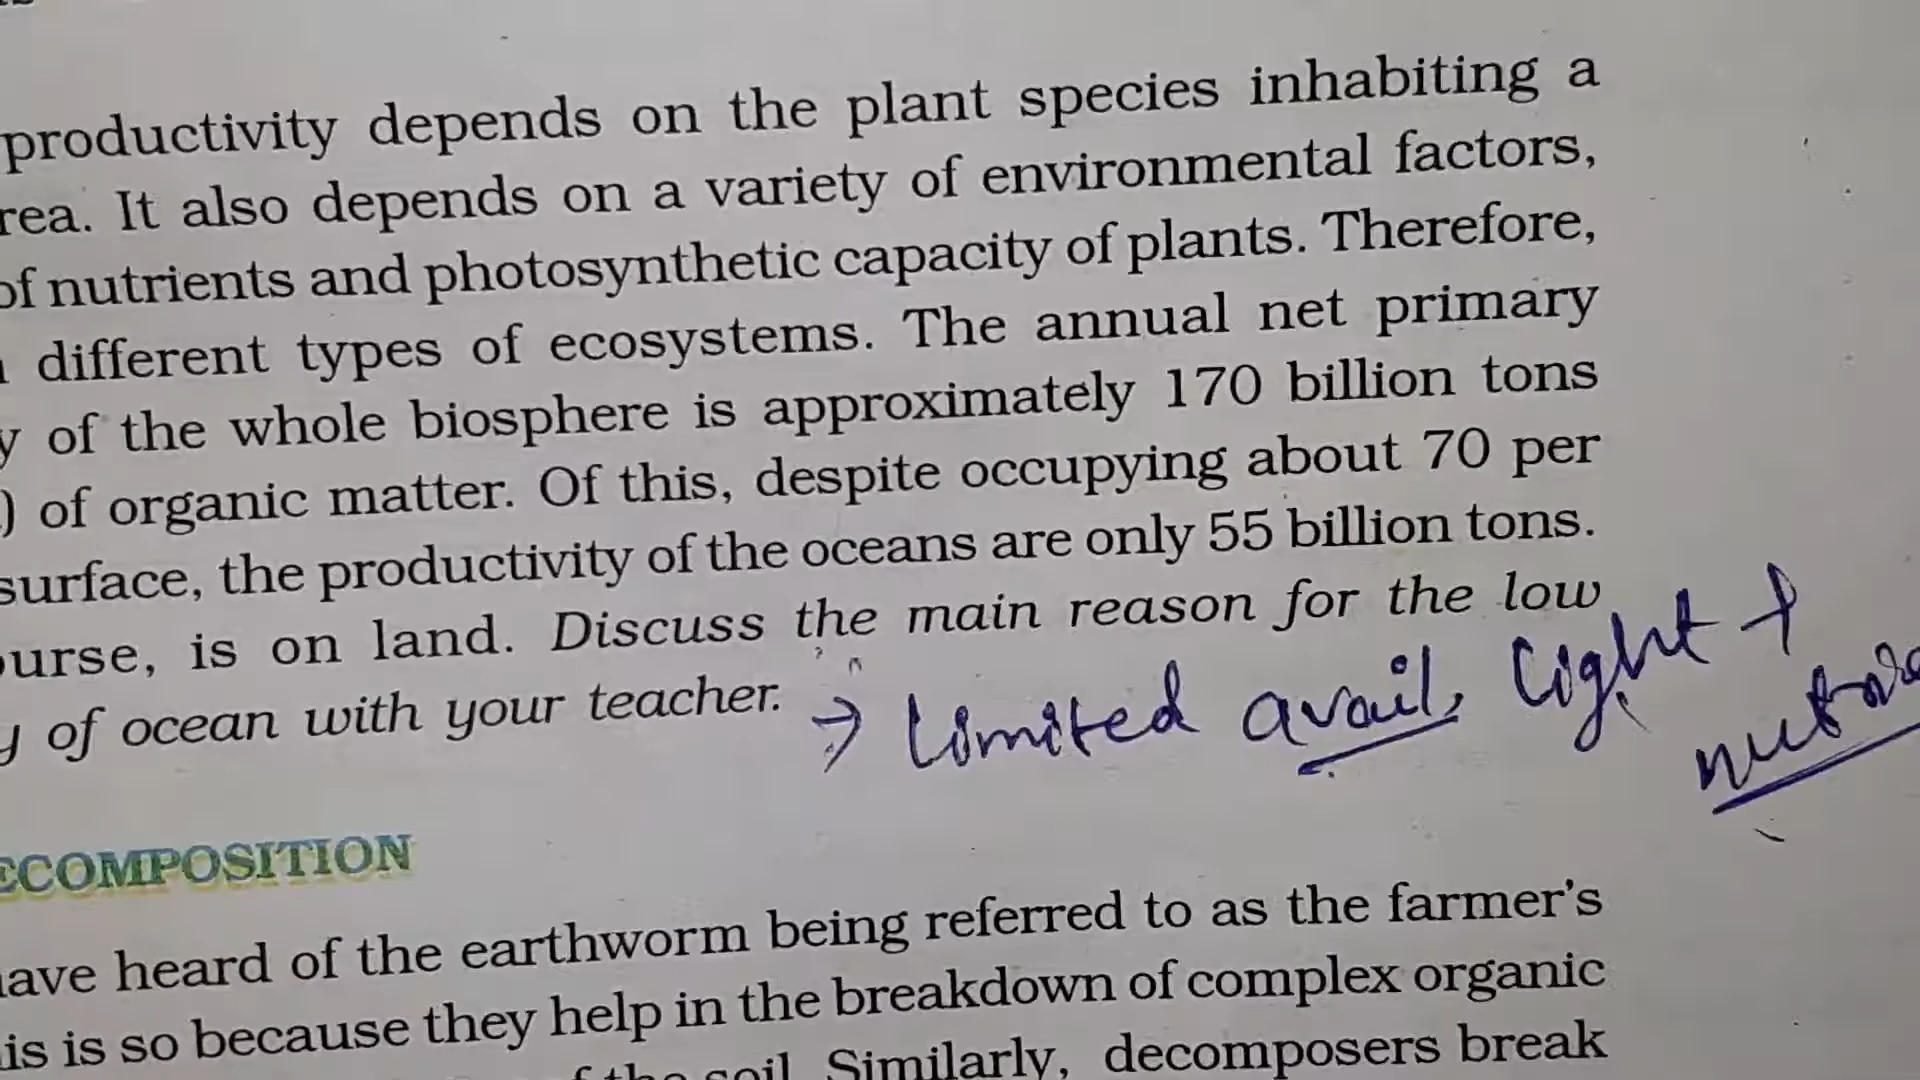 productivity depends on the plant species inhabiting a
rea. It also depends on a variety of environmental factors,
of nutrients and photosynthetic capacity of plants. Therefore,
different types of ecosystems. The annual net primary
y of the whole biosphere is approximately 170 billion tons
) of organic matter. Of this, despite occupying about 70 per
surface, the productivity of the oceans are only 55 billion tons.
urse, is on land. Discuss the main reason for the low
y of ocean with your teacher.
→ Limited avail, light +
ECOMPOSITION
ave heard of the earthworm being referred to as the farmer's
is is so because they help in the breakdown of complex organic
the soil. Similarly, decomposers break